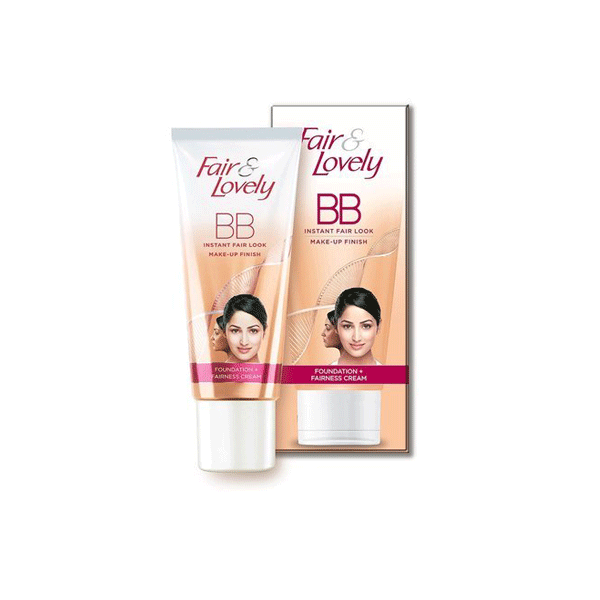 Fair &
Lovely
BB
INSTANT FAIR LOOK
MAKE-UP FINISH
FOUNDATION +
FAIRNESS CREAM
Fair &
Lovely
BB
INSTANT FAIR LOOK
MAKE-UP FINISH
FOUNDATION +
FAIRNESS CREAM